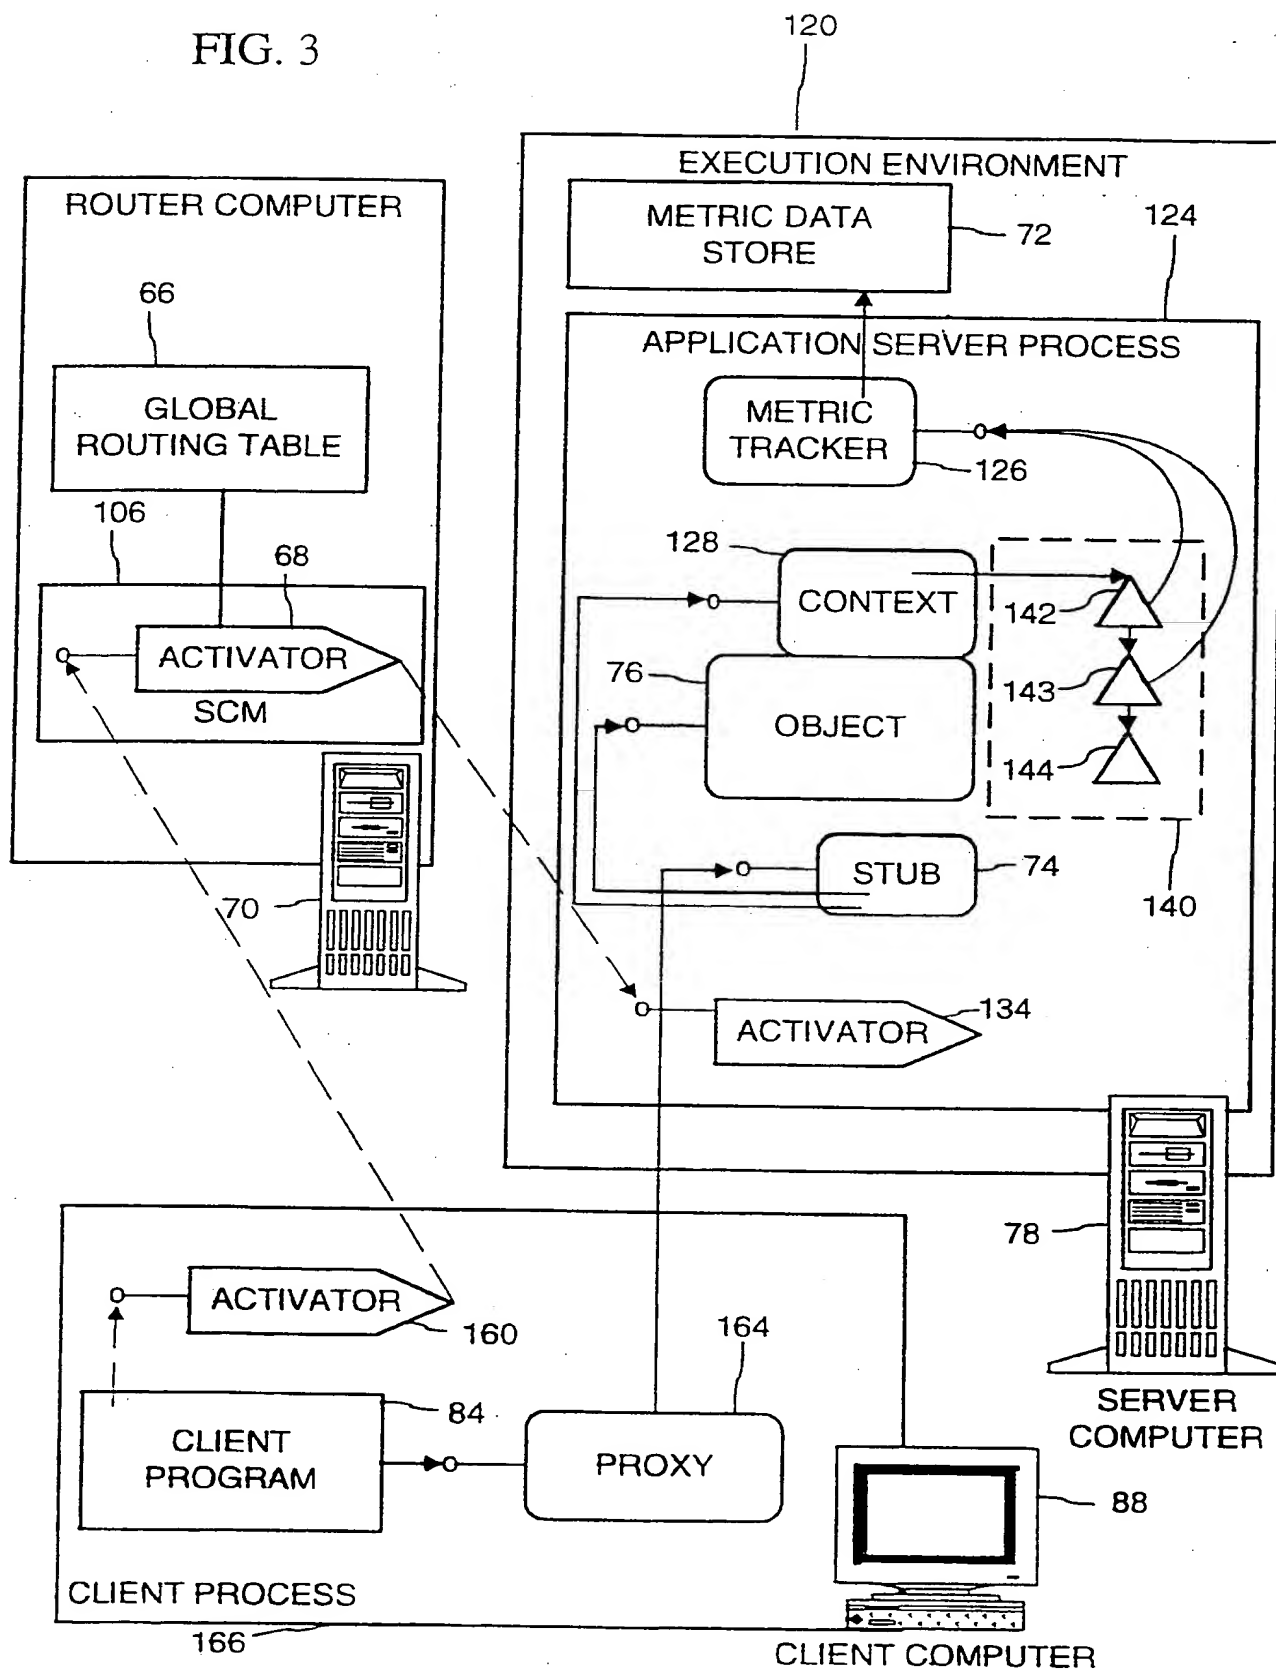 FIG. 3
120
EXECUTION ENVIRONMENT
METRIC DATA
STORE
72
124
ROUTER COMPUTER
66
GLOBAL
ROUTING TABLE
106
68
ACTIVATOR
SCM
70
APPLICATION SERVER PROCESS
METRIC
TRACKER
126
128
CONTEXT
142
76
OBJECT
143
144
STUB
74
140
134
ACTIVATOR
78
SERVER
COMPUTER
ACTIVATOR
160
164
84
CLIENT
PROGRAM
PROXY
88
CLIENT PROCESS
166
CLIENT COMPUTER